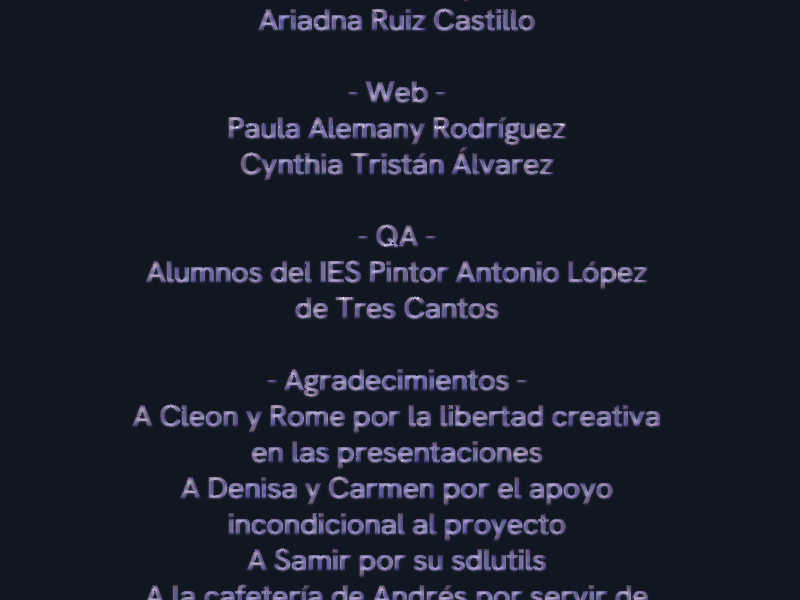 Ariadna Ruiz Castillo
- Web -
Paula Alemany Rodríguez
Cynthia Tristán Álvarez
- QA -
Alumnos del IES Pintor Antonio López
de Tres Cantos
- Agradecimientos -
A Cleon y Rome por la libertad creativa
en las presentaciones
A Denisa y Carmen por el apoyo
incondicional al proyecto
A Samir por su sdlutils
A la cafetería de Andrés por servir de